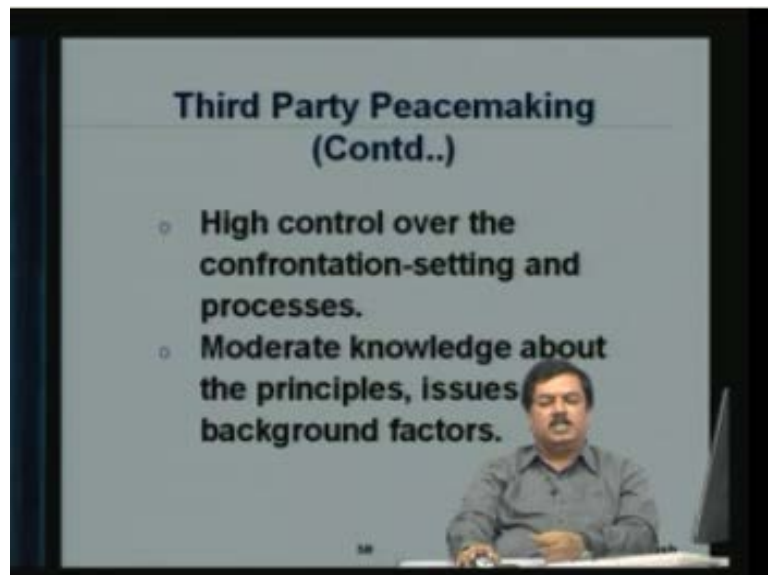 Third Party Peacemaking
(Contd..)
o High control over the
confrontation-setting and
processes.
o Moderate knowledge about
the principles, issues
background factors.